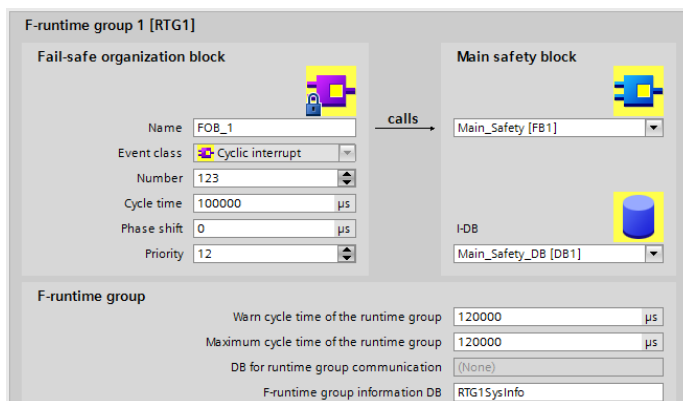 F-runtime group 1 [RTG1]
Fail-safe organization block
Name FOB_1
Event class Cyclic interrupt
Number 123
Cycle time 100000 µs
Phase shift 0 µs
Priority 12
calls
Main safety block
Main_Safety [FB1]
I-DB
Main_Safety_DB [DB1]
F-runtime group
Warn cycle time of the runtime group 120000 µs
Maximum cycle time of the runtime group 120000 µs
DB for runtime group communication (None)
F-runtime group information DB RTG1SysInfo